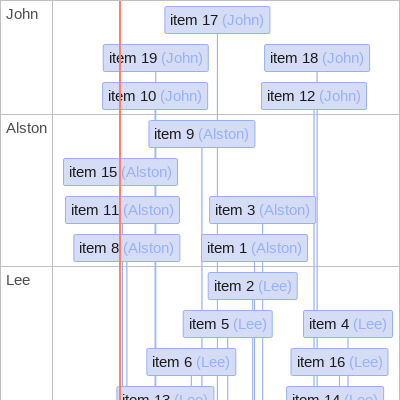 John
item 17 (John)
item 19 (John)
item 18 (John)
item 10 (John)
item 12 (John)
Alston
item 9 (Alston)
item 15 (Alston)
item 11 (Alston)
item 3 (Alston)
item 8 (Alston)
item 1 (Alston)
Lee
item 2 (Lee)
item 5 (Lee)
item 4 (Lee)
item 6 (Lee)
item 16 (Lee)
item 13 (Lee)
item 14 (Lee)